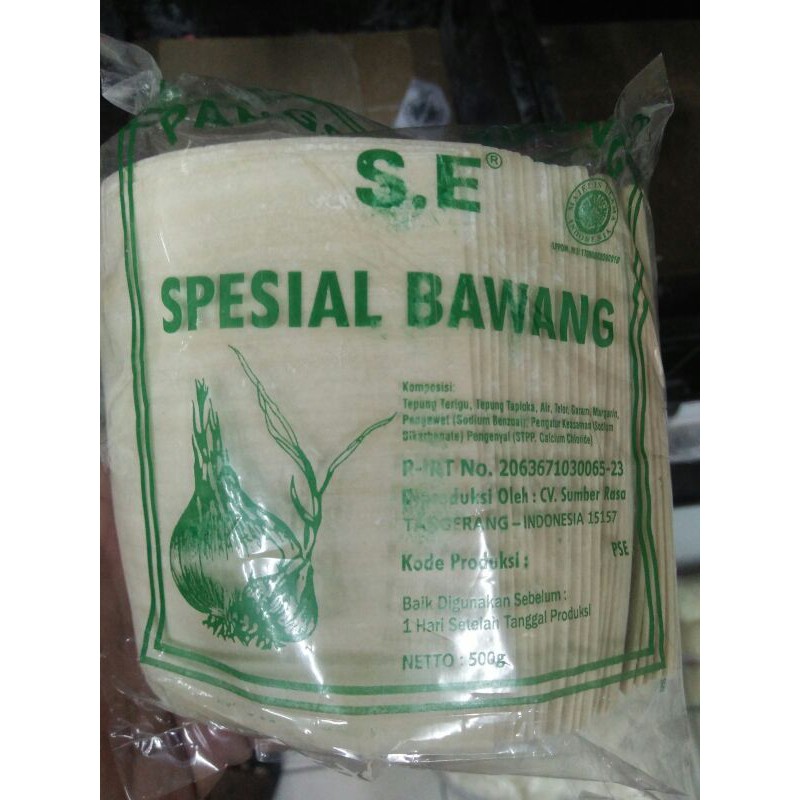 S.E®
SPESIAL BAWANG
Komposisi:
Tepung Terigu, Tepung Tapioka, Air, Telor, Garam, Margarin,
Pengawet (Sodium Benzoat), Pengatur Keasaman (Sodium
Bikarbonate) Pengenyal (STPP, Calcium Chloride)
P-IRT No. 2063671030065-23
Diproduksi Oleh : CV. Sumber Rasa
TANGERANG – INDONESIA 15157
PSE
Kode Produksi :
Baik Digunakan Sebelum :
1 Hari Setelah Tanggal Produksi
NETTO : 500g